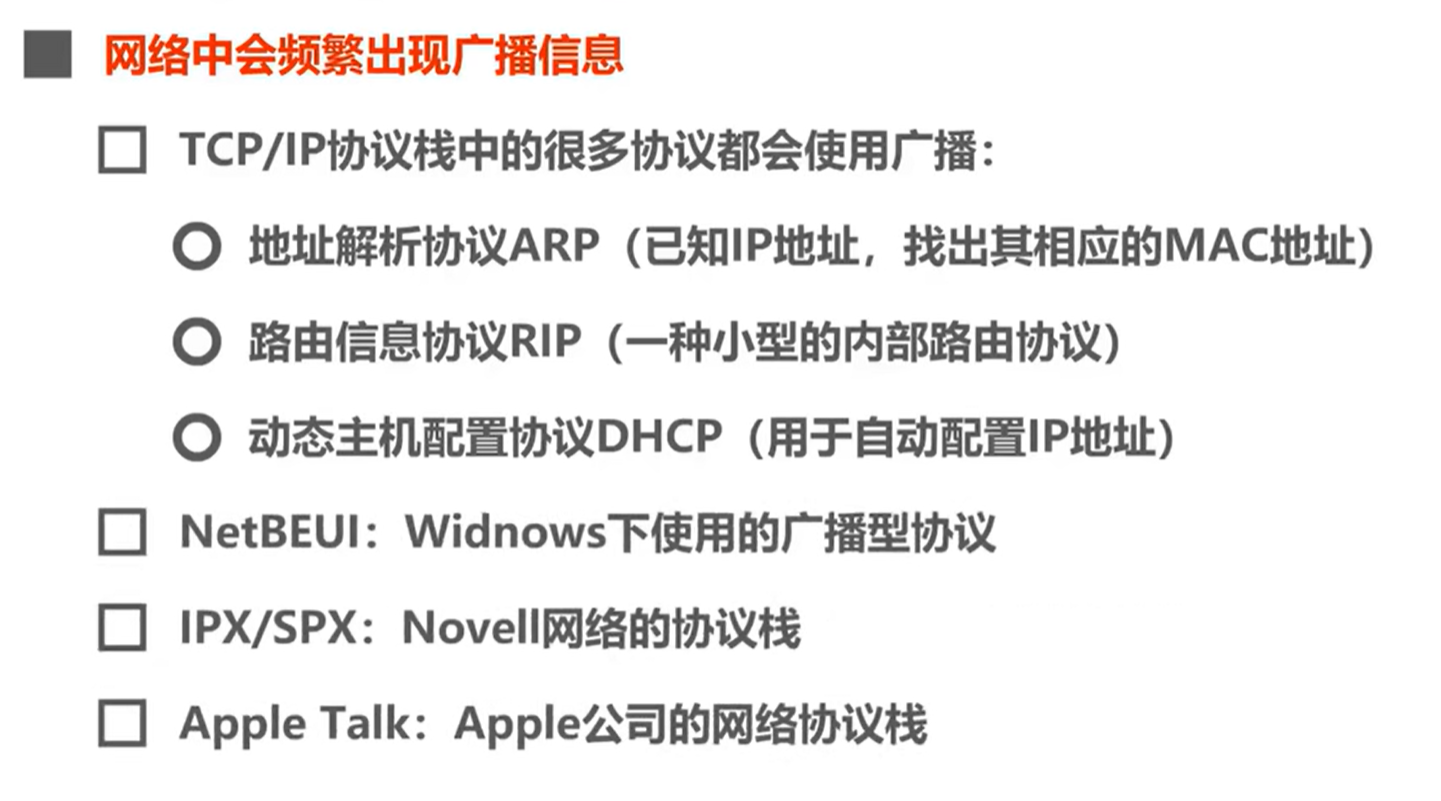 网络中会频繁出现广播信息
TCP/IP协议栈中的很多协议都会使用广播：
地址解析协议ARP（已知IP地址，找出其相应的MAC地址）
路由信息协议RIP（一种小型的内部路由协议）
动态主机配置协议DHCP（用于自动配置IP地址）
NetBEUI：Widnows下使用的广播型协议
IPX/SPX：Novell网络的协议栈
Apple Talk：Apple公司的网络协议栈